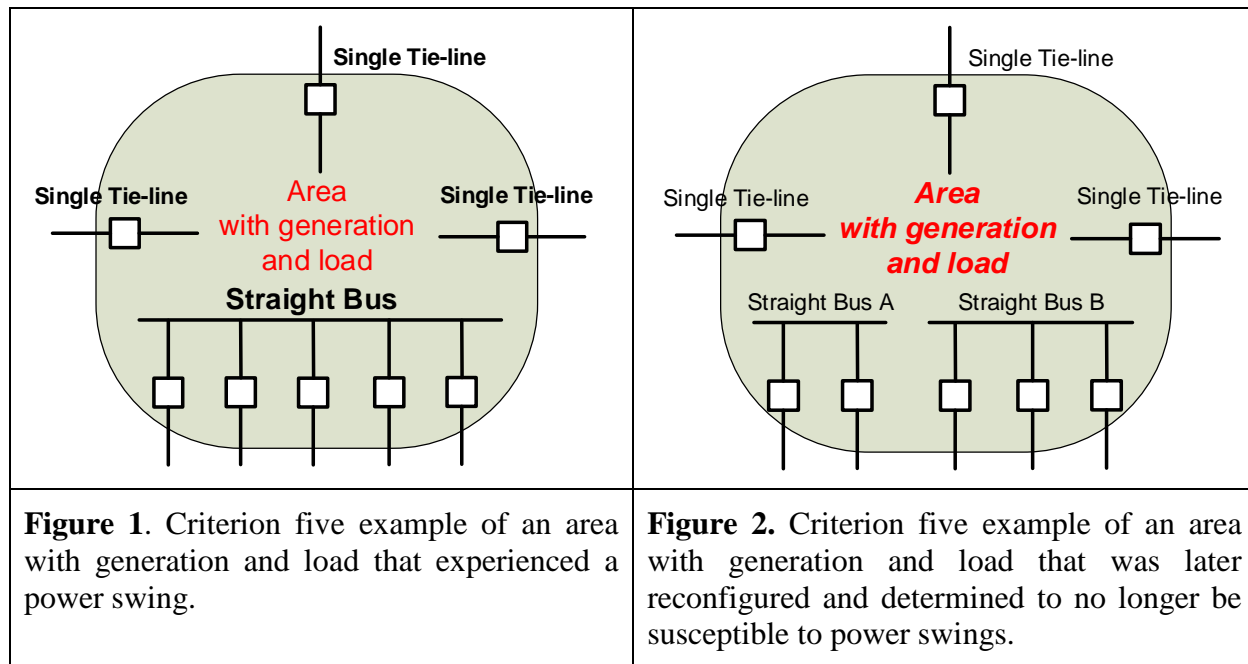 Single Tie-line
Single Tie-line
Single Tie-line
Area
with generation
and load
Straight Bus
Single Tie-line
Single Tie-line
Single Tie-line
Area
with generation
and load
Straight Bus A
Straight Bus B
Figure 1. Criterion five example of an area
with generation and load that experienced a
power swing.
Figure 2. Criterion five example of an area
with generation and load that was later
reconfigured and determined to no longer be
susceptible to power swings.